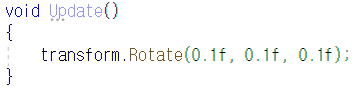 void Update()
{
    transform.Rotate(0.1f, 0.1f, 0.1f);
}